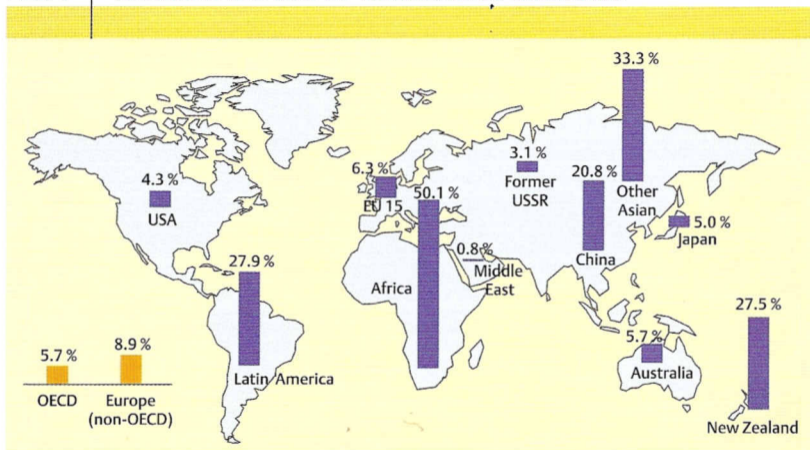 33.3 %
4.3 %
USA
6.3 %
EU 15
50.1 %
3.1 %
Former
USSR
20.8 %
China
Other
Asian
5.0 %
Japan
27.9 %
Latin America
Africa
0.8 %
Middle
East
5.7 %
Australia
27.5 %
New Zealand
5.7 %
OECD
8.9 %
Europe
(non-OECD)